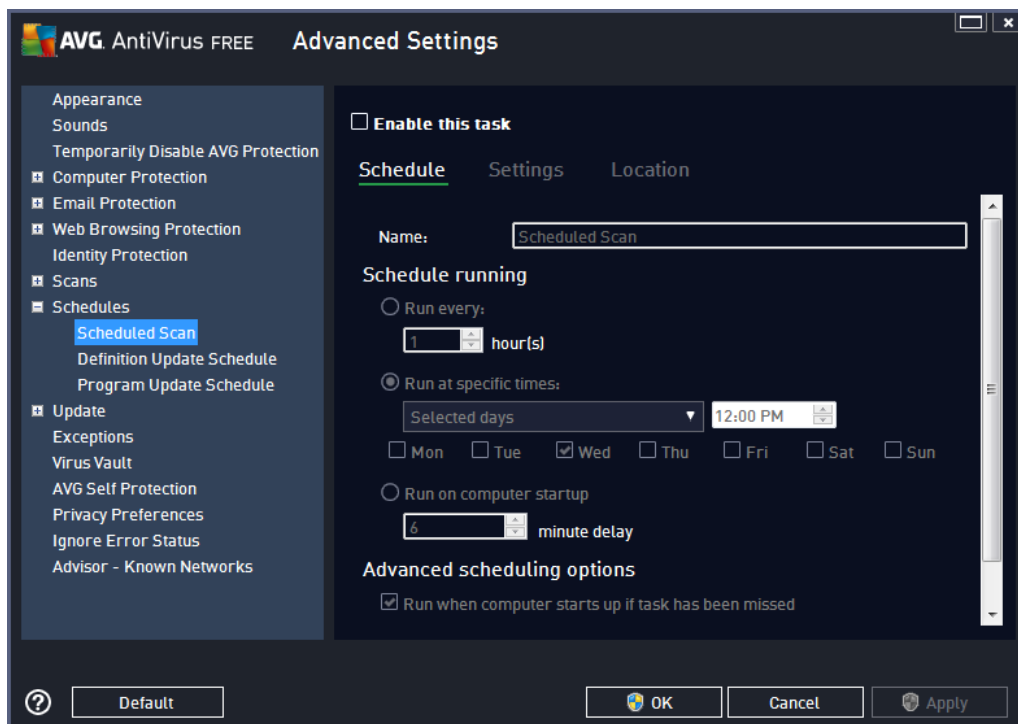 AVG. AntiVirus FREE Advanced Settings
Appearance
Sounds
Temporarily Disable AVG Protection
Computer Protection
Email Protection
Web Browsing Protection
Identity Protection
Scans
Schedules
Scheduled Scan
Definition Update Schedule
Program Update Schedule
Update
Exceptions
Virus Vault
AVG Self Protection
Privacy Preferences
Ignore Error Status
Advisor - Known Networks
Enable this task
Schedule Settings Location
Name: Scheduled Scan
Schedule running
Run every:
1 hour(s)
Run at specific times:
Selected days 12:00 PM
Mon Tue Wed Thu Fri Sat Sun
Run on computer startup
6 minute delay
Advanced scheduling options
Run when computer starts up if task has been missed
? Default OK Cancel Apply